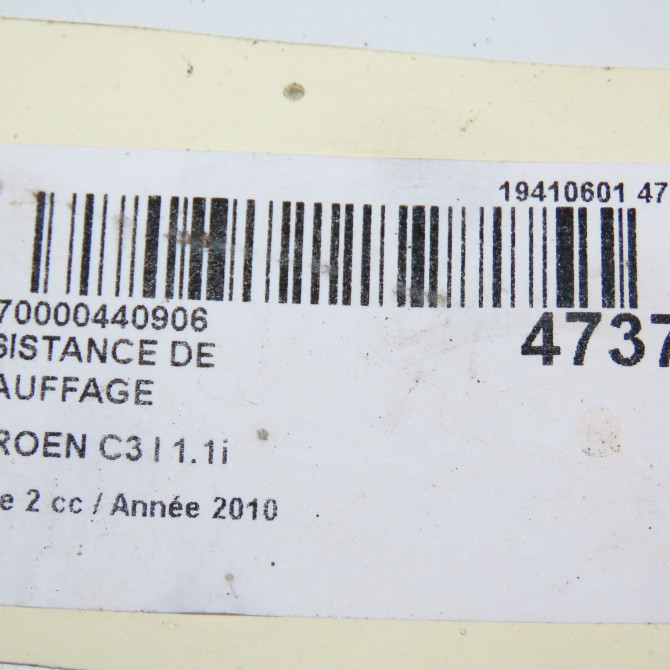 19410601 47
70000440906
4737
SISTANCE DE
AUFFAGE
ROEN C3 I 1.1i
e 2 cc / Année 2010